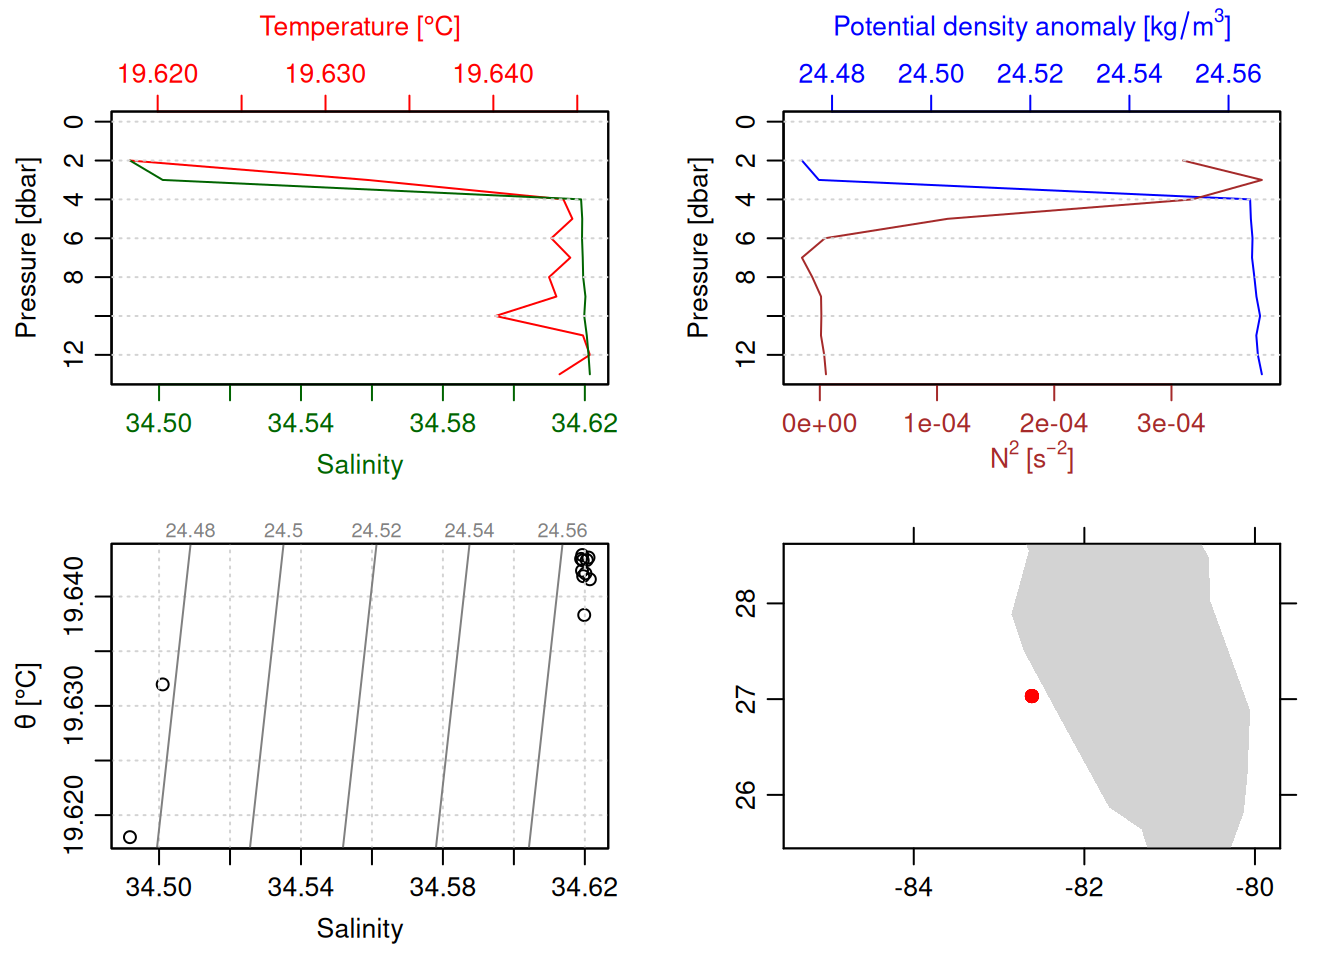 Temperature [°C]
19.620 19.630 19.640
Pressure [dbar]
0
2
4
6
8
12
34.50 34.54 34.58 34.62
Salinity
Potential density anomaly [kg/m³]
24.48 24.50 24.52 24.54 24.56
Pressure [dbar]
0
2
4
6
8
12
0e+00 1e-04 2e-04 3e-04
N² [s⁻²]
24.48 24.5 24.52 24.54 24.56
θ [°C]
19.640
19.630
19.620
34.50 34.54 34.58 34.62
Salinity
28
27
26
-84 -82 -80